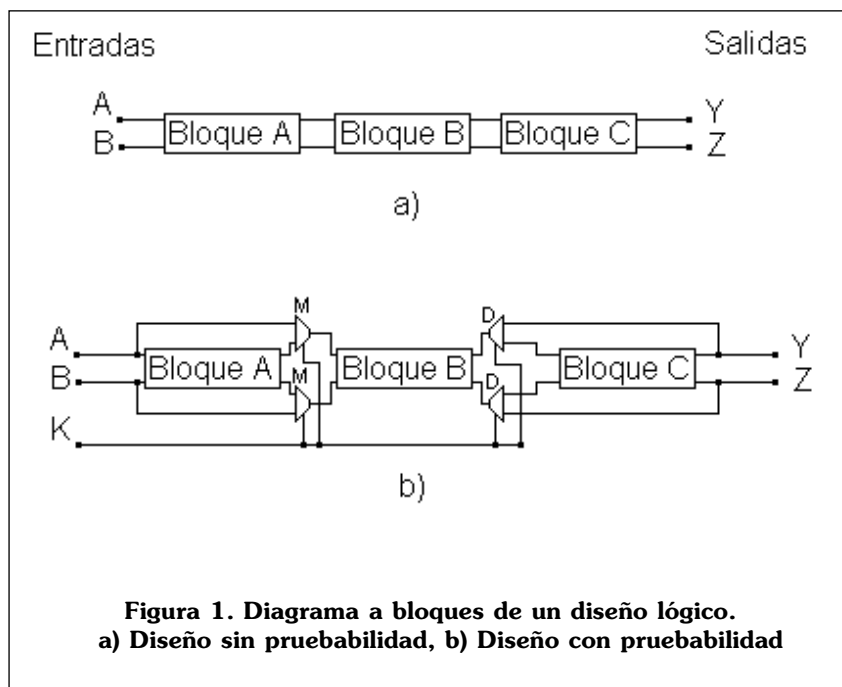 Entradas Salidas
A Y
Bloque A Bloque B Bloque C
B Z
a)
M D
A Y
Bloque A Bloque B Bloque C
M D
B Z
K
b)
Figura 1. Diagrama a bloques de un diseño lógico.
a) Diseño sin pruebabilidad, b) Diseño con pruebabilidad